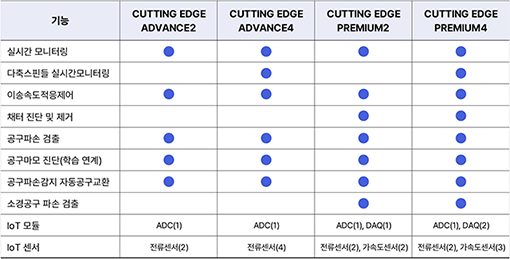 기능 CUTTING EDGE ADVANCE2 CUTTING EDGE ADVANCE4 CUTTING EDGE PREMIUM2 CUTTING EDGE PREMIUM4
실시간 모니터링
다축스핀들 실시간모니터링
이송속도적응제어
채터 진단 및 제거
공구파손 검출
공구마모 진단(학습 연계)
공구파손감지 자동공구교환
소경공구 파손 검출
IoT 모듈 ADC(1) ADC(1) ADC(1), DAQ(1) ADC(1), DAQ(2)
IoT 센서 전류센서(2) 전류센서(4) 전류센서(2), 가속도센서(2) 전류센서(2), 가속도센서(3)